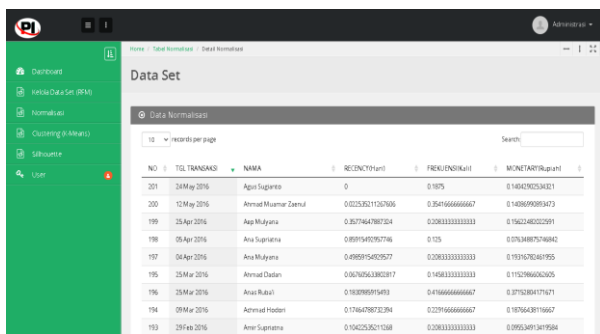 PI Administrasi
Home / Tabel Normalisasi / Detail Normalisasi
Dashboard
Kelola Data Set (RFM)
Normalisasi
Clustering (K-Means)
Silhouette
User
Data Set
Data Normalisasi
10 records per page Search:
NO TGL TRANSAKSI NAMA RECENCY(Hari) FREKUENSI(Kali) MONETARY(Rupiah)
201 24 May 2016 Agus Sugiarto 0 0.1875 0.14042902534321
200 12 May 2016 Ahmad Muamar Zaenul 0.022535211267606 0.35416666666667 0.14086990893473
199 25 Apr 2016 Aep Mulyana 0.35774647887324 0.20833333333333 0.15622482022591
198 05 Apr 2016 Ana Supriatna 0.85915492957746 0.125 0.076348875746842
197 04 Apr 2016 Ana Mulyana 0.49859154929577 0.20833333333333 0.19316782461955
196 25 Mar 2016 Ahmad Dadan 0.067605633802817 0.14583333333333 0.11529866062605
195 25 Mar 2016 Anas Rubai'i 0.1830985915493 0.41666666666667 0.37152804171671
194 09 Mar 2016 Achmad Hodori 0.17464788732394 0.22916666666667 0.18766438116667
193 29 Feb 2016 Amir Supriatna 0.10422535211268 0.20833333333333 0.095534913419584